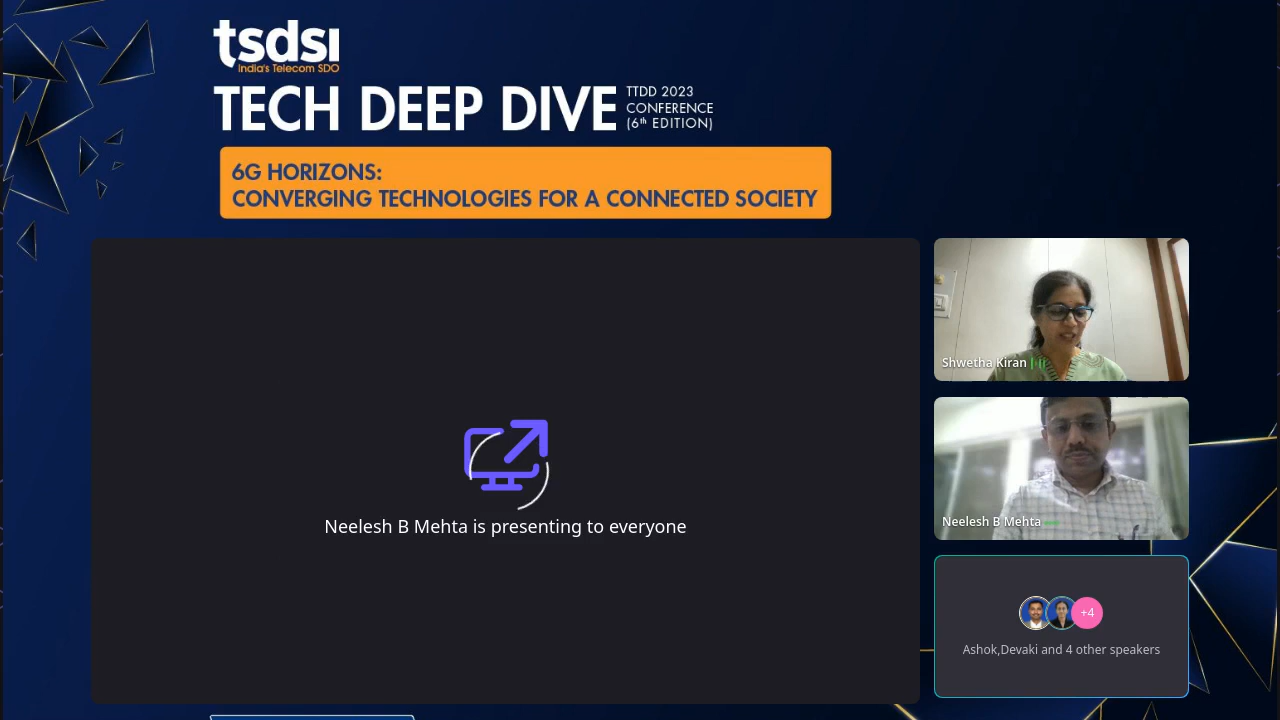 tsdsi
India's Telecom SDO
TECH DEEP DIVE
TTDD 2023
CONFERENCE
(6th EDITION)
6G HORIZONS:
CONVERGING TECHNOLOGIES FOR A CONNECTED SOCIETY
Neelesh B Mehta is presenting to everyone
Shwetha Kiran
Neelesh B Mehta
+4
Ashok,Devaki and 4 other speakers